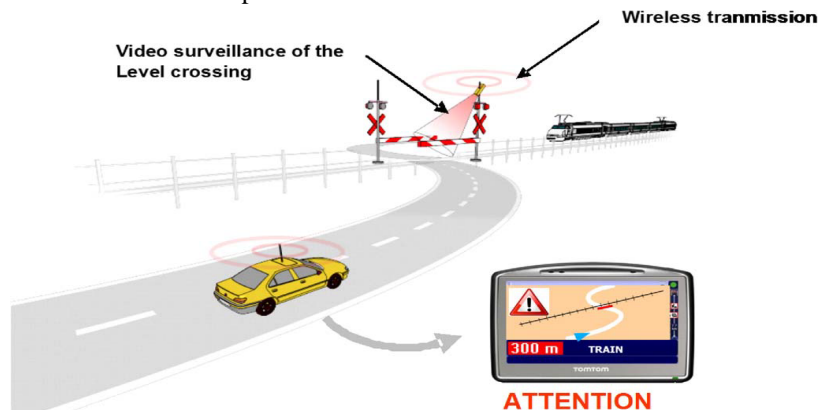 Wireless tranmission
Video surveillance of the
Level crossing
300 m TRAIN
TOMTOM
ATTENTION